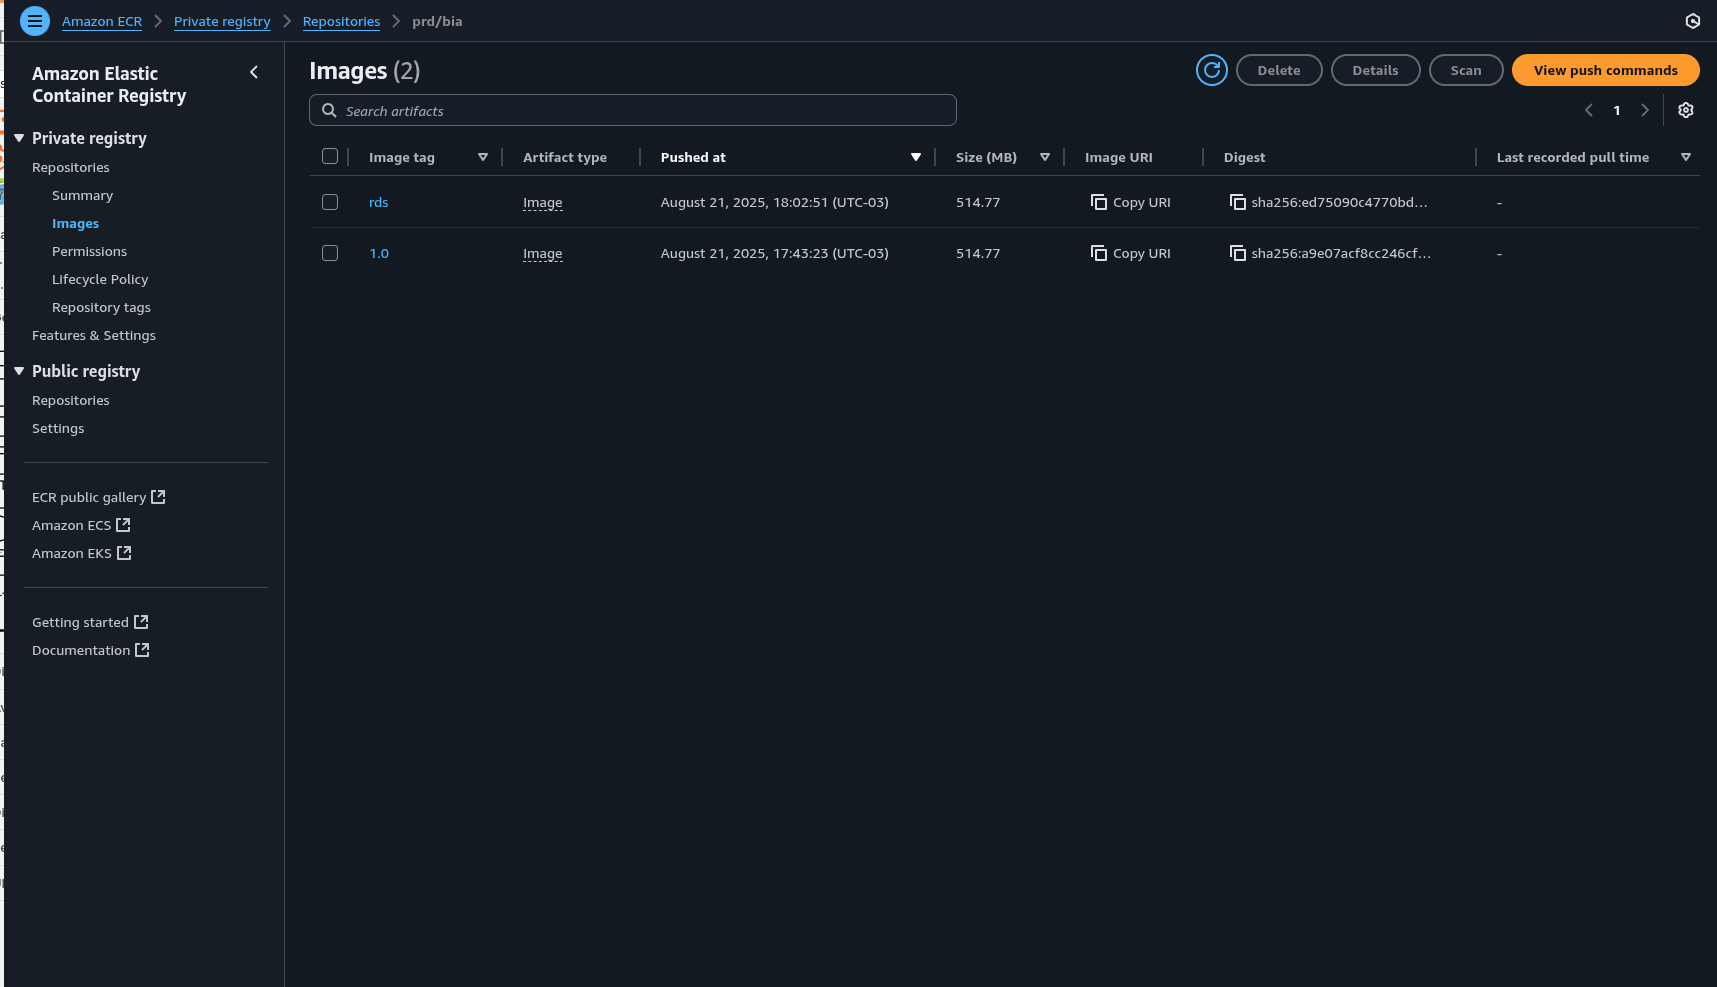 Amazon ECR > Private registry > Repositories > prd/bia
Amazon Elastic
Container Registry
Private registry
Repositories
Summary
Images
Permissions
Lifecycle Policy
Repository tags
Features & Settings
Public registry
Repositories
Settings
ECR public gallery
Amazon ECS
Amazon EKS
Getting started
Documentation
Images (2)
Delete Details Scan View push commands
Search artifacts
1
Image tag Artifact type Pushed at Size (MB) Image URI Digest Last recorded pull time
rds Image August 21, 2025, 18:02:51 (UTC-03) 514.77 Copy URI sha256:ed75090c4770bd... -
1.0 Image August 21, 2025, 17:43:23 (UTC-03) 514.77 Copy URI sha256:a9e07acf8cc246cf... -